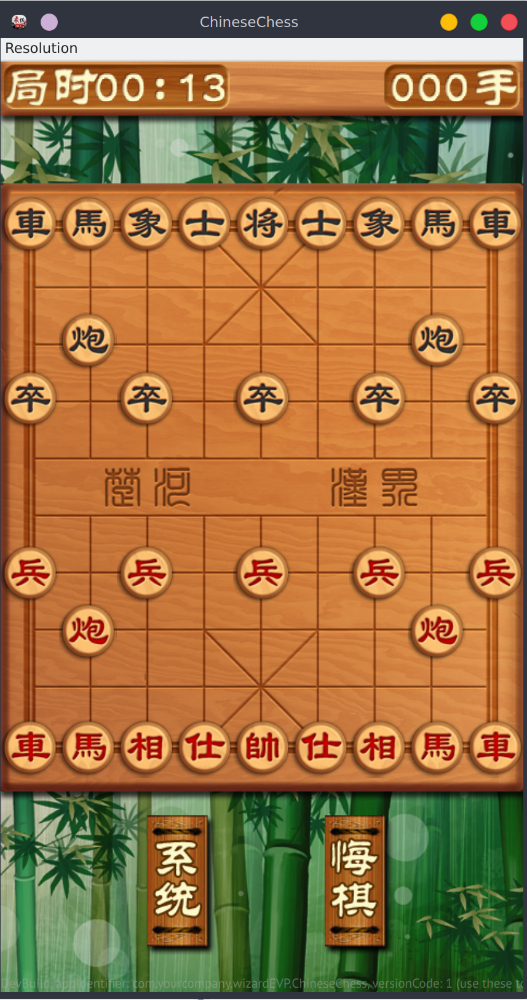 ChineseChess
Resolution
局时00:13
000手
車馬象士将士象馬車
炮 炮
卒 卒 卒 卒 卒
楚河 漢界
兵 兵 兵 兵 兵
炮 炮
車馬相仕帥仕相馬車
系统
悔棋
DevBuild, appIdentifier: com.yourcompany.wizardEVP.ChineseChess, versionCode: 1 (use these to